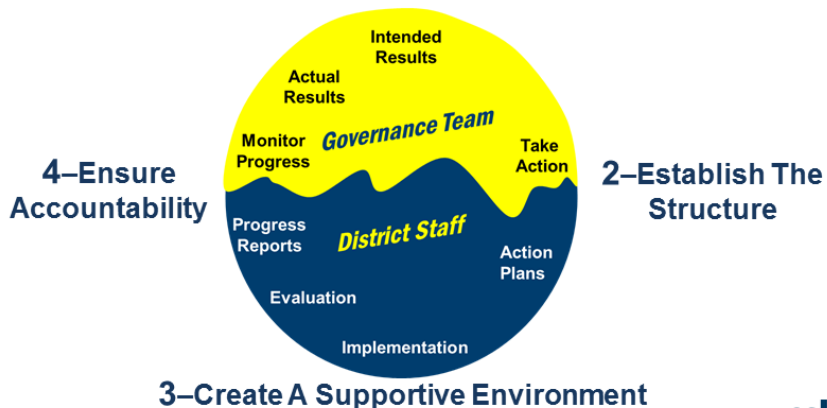 Intended
Results
Actual
Results
Governance Team
Monitor
Progress
Take
Action
4–Ensure
Accountability
2–Establish The
Structure
Progress
Reports
District Staff
Action
Plans
Evaluation
Implementation
3–Create A Supportive Environment